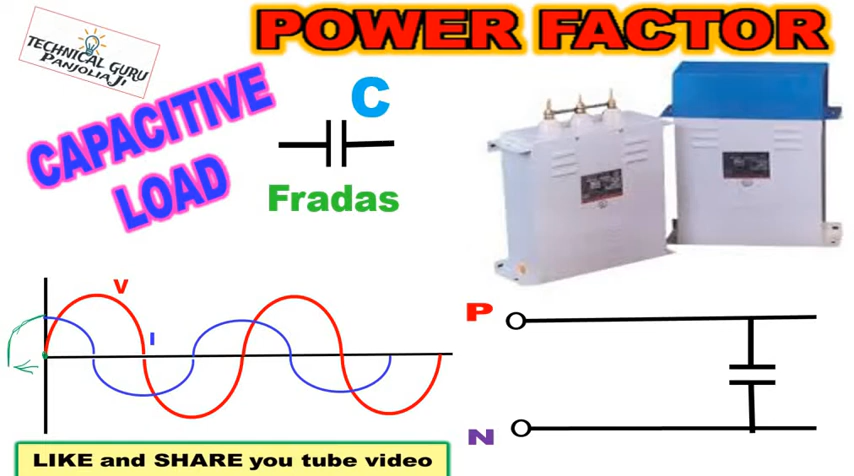 POWER FACTOR
TECHNICAL GURU
PANJOLIA JI
CAPACITIVE
LOAD
C
Fradas
V
I
P
N
LIKE and SHARE you tube video